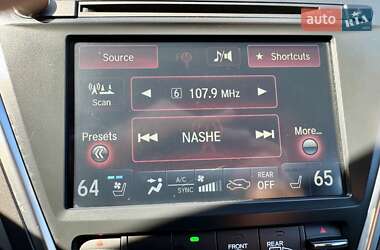 auto RIA
Source
FM
Shortcuts
Scan
6 107.9 MHz
Presets
NASHE
More...
64
A/C
SYNC
REAR
OFF
65
FRONT
REAR